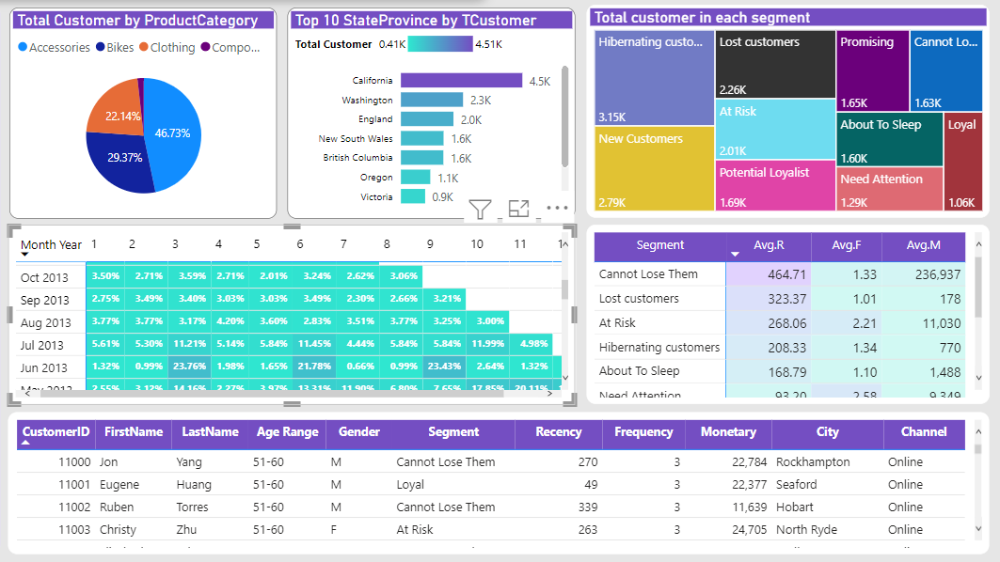 Total Customer by ProductCategory
Accessories Bikes Clothing Compo...
22.14%
46.73%
29.37%
Top 10 StateProvince by TCustomer
Total Customer 0.41K 4.51K
California 4.5K
Washington 2.3K
England 2.0K
New South Wales 1.6K
British Columbia 1.6K
Oregon 1.1K
Victoria 0.9K
Total customer in each segment
Hibernating custo...
3.15K
New Customers
2.79K
Lost customers
2.26K
At Risk
2.01K
Potential Loyalist
1.69K
Promising
1.65K
Cannot Lo...
1.63K
About To Sleep
1.60K
Need Attention
1.29K
Loyal
1.06K
Month Year 1 2 3 4 5 6 7 8 9 10 11 1
Oct 2013 3.50% 2.71% 3.59% 2.71% 2.01% 3.24% 2.62% 3.06%
Sep 2013 2.75% 3.49% 3.40% 3.03% 3.03% 3.49% 2.30% 2.66% 3.21%
Aug 2013 3.77% 3.77% 3.17% 4.20% 3.60% 2.83% 3.51% 3.77% 3.25% 3.00%
Jul 2013 5.61% 5.30% 11.21% 5.14% 5.84% 11.45% 4.44% 5.84% 5.84% 11.99% 4.98%
Jun 2013 1.32% 0.99% 23.76% 1.98% 1.65% 21.78% 0.66% 0.99% 23.43% 2.64% 1.32%
May 2013 2.55% 3.12% 14.16% 2.27% 3.97% 13.31% 11.90% 6.80% 7.65% 17.85% 20.11%
Segment Avg.R Avg.F Avg.M
Cannot Lose Them 464.71 1.33 236,937
Lost customers 323.37 1.01 178
At Risk 268.06 2.21 11,030
Hibernating customers 208.33 1.34 770
About To Sleep 168.79 1.10 1,488
Need Attention 93.20 2.58 9,349
CustomerID FirstName LastName Age Range Gender Segment Recency Frequency Monetary City Channel
11000 Jon Yang 51-60 M Cannot Lose Them 270 3 22,784 Rockhampton Online
11001 Eugene Huang 51-60 M Loyal 49 3 22,377 Seaford Online
11002 Ruben Torres 51-60 M Cannot Lose Them 339 3 11,639 Hobart Online
11003 Christy Zhu 51-60 F At Risk 263 3 24,705 North Ryde Online